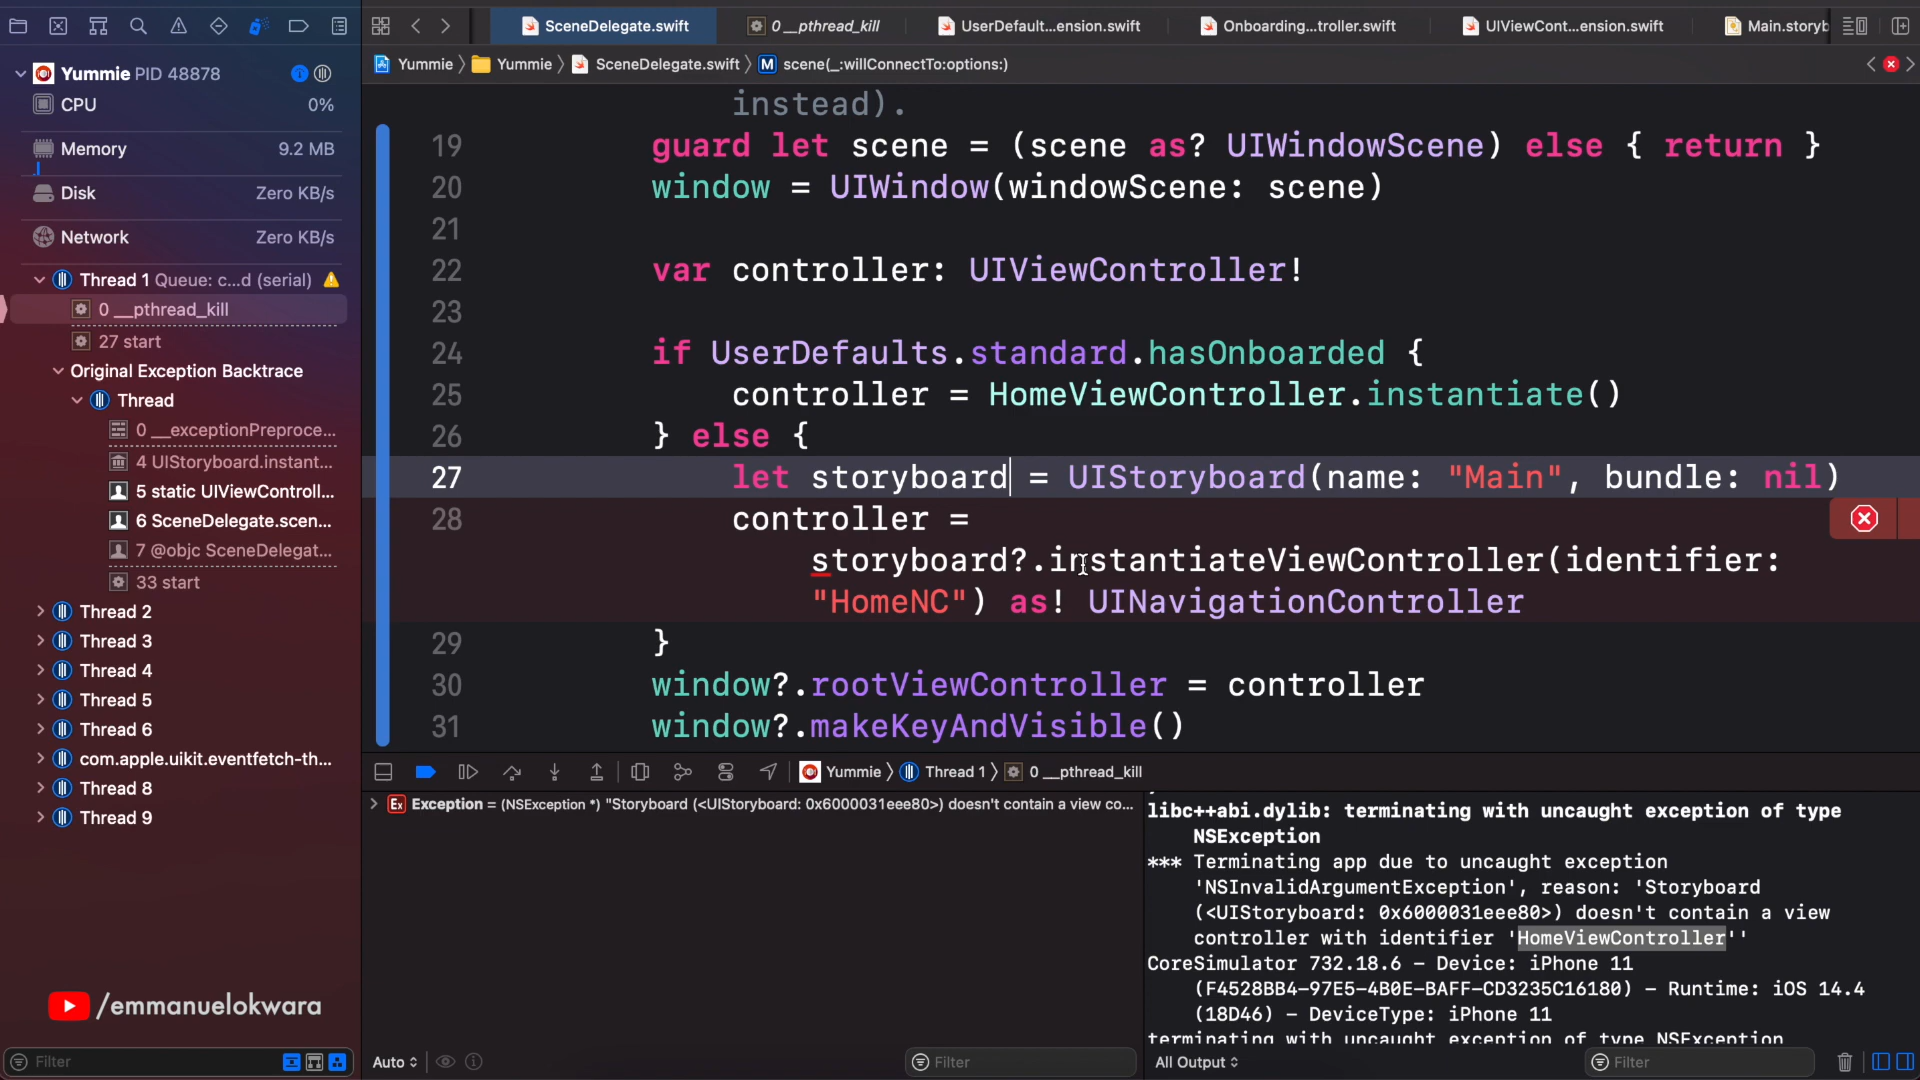 SceneDelegate.swift
0 __pthread_kill
UserDefault...ension.swift
Onboarding...troller.swift
UIViewCont...ension.swift
Main.storyb
Yummie PID 48878
Yummie
Yummie
SceneDelegate.swift
M
scene(_:willConnectTo:options:)
CPU 0%
Memory 9.2 MB
Disk Zero KB/s
Network Zero KB/s
Thread 1 Queue: c...d (serial)
0 __pthread_kill
27 start
Original Exception Backtrace
Thread
0 __exceptionPreproce...
4 UIStoryboard.instant...
5 static UIViewControll...
6 SceneDelegate.scen...
7 @objc SceneDelegat...
33 start
Thread 2
Thread 3
Thread 4
Thread 5
Thread 6
com.apple.uikit.eventfetch-th...
Thread 8
Thread 9
/emmanuelokwara
Filter
instead).
19 guard let scene = (scene as? UIWindowScene) else { return }
20 window = UIWindow(windowScene: scene)
21
22 var controller: UIViewController!
23
24 if UserDefaults.standard.hasOnboarded {
25 controller = HomeViewController.instantiate()
26 } else {
27 let storyboard = UIStoryboard(name: "Main", bundle: nil)
28 controller =
storyboard?.instantiateViewController(identifier:
"HomeNC") as! UINavigationController
29 }
30 window?.rootViewController = controller
31 window?.makeKeyAndVisible()
Yummie
Thread 1
0 __pthread_kill
Ex Exception = (NSException *) "Storyboard (<UIStoryboard: 0x6000031eee80>) doesn't contain a view co...
libc++abi.dylib: terminating with uncaught exception of type
NSException
*** Terminating app due to uncaught exception
'NSInvalidArgumentException', reason: 'Storyboard
(<UIStoryboard: 0x6000031eee80>) doesn't contain a view
controller with identifier 'HomeViewController''
CoreSimulator 732.18.6 - Device: iPhone 11
(F4528BB4-97E5-4B0E-BAFF-CD3235C16180) - Runtime: iOS 14.4
(18D46) - DeviceType: iPhone 11
terminating with uncaught exception of type NSException
Auto
Filter
All Output
Filter